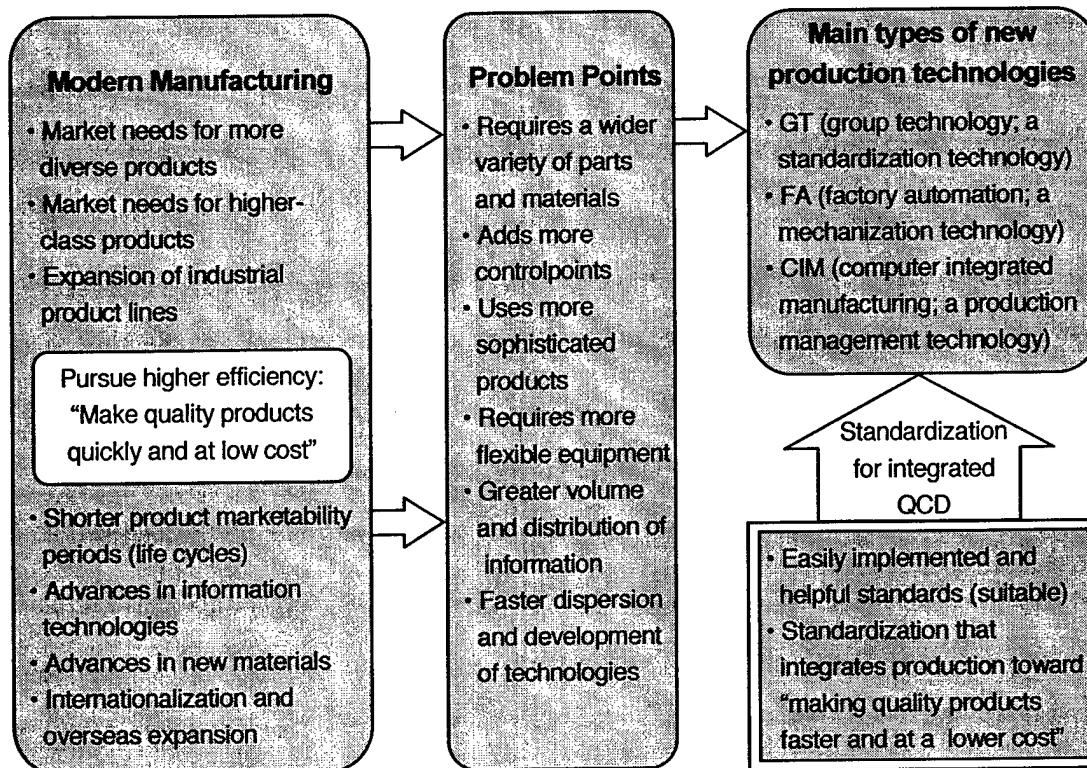 Modern Manufacturing
• Market needs for more
diverse products
• Market needs for higher-
class products
• Expansion of industrial
product lines
Pursue higher efficiency:
“Make quality products
quickly and at low cost”
• Shorter product marketability
periods (life cycles)
• Advances in information
technologies
• Advances in new materials
• Internationalization and
overseas expansion
Problem Points
• Requires a wider
variety of parts
and materials
• Adds more
controlpoints
• Uses more
sophisticated
products
• Requires more
flexible equipment
• Greater volume
and distribution of
information
• Faster dispersion
and development
of technologies
Main types of new
production technologies
• GT (group technology; a
standardization technology)
• FA (factory automation; a
mechanization technology)
• CIM (computer integrated
manufacturing; a production
management technology)
Standardization
for integrated
QCD
• Easily implemented and
helpful standards (suitable)
• Standardization that
integrates production toward
“making quality products
faster and at a lower cost”